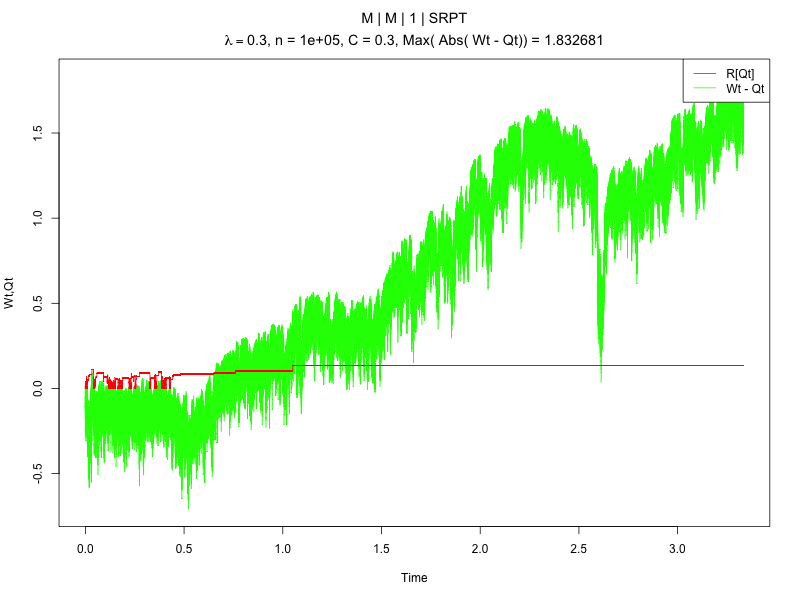 M | M | 1 | SRPT
λ = 0.3, n = 1e+05, C = 0.3, Max( Abs( Wt - Qt)) = 1.832681
R[Qt]
Wt - Qt
1.5
1.0
0.5
0.0
-0.5
Wt,Qt
0.0 0.5 1.0 1.5 2.0 2.5 3.0
Time